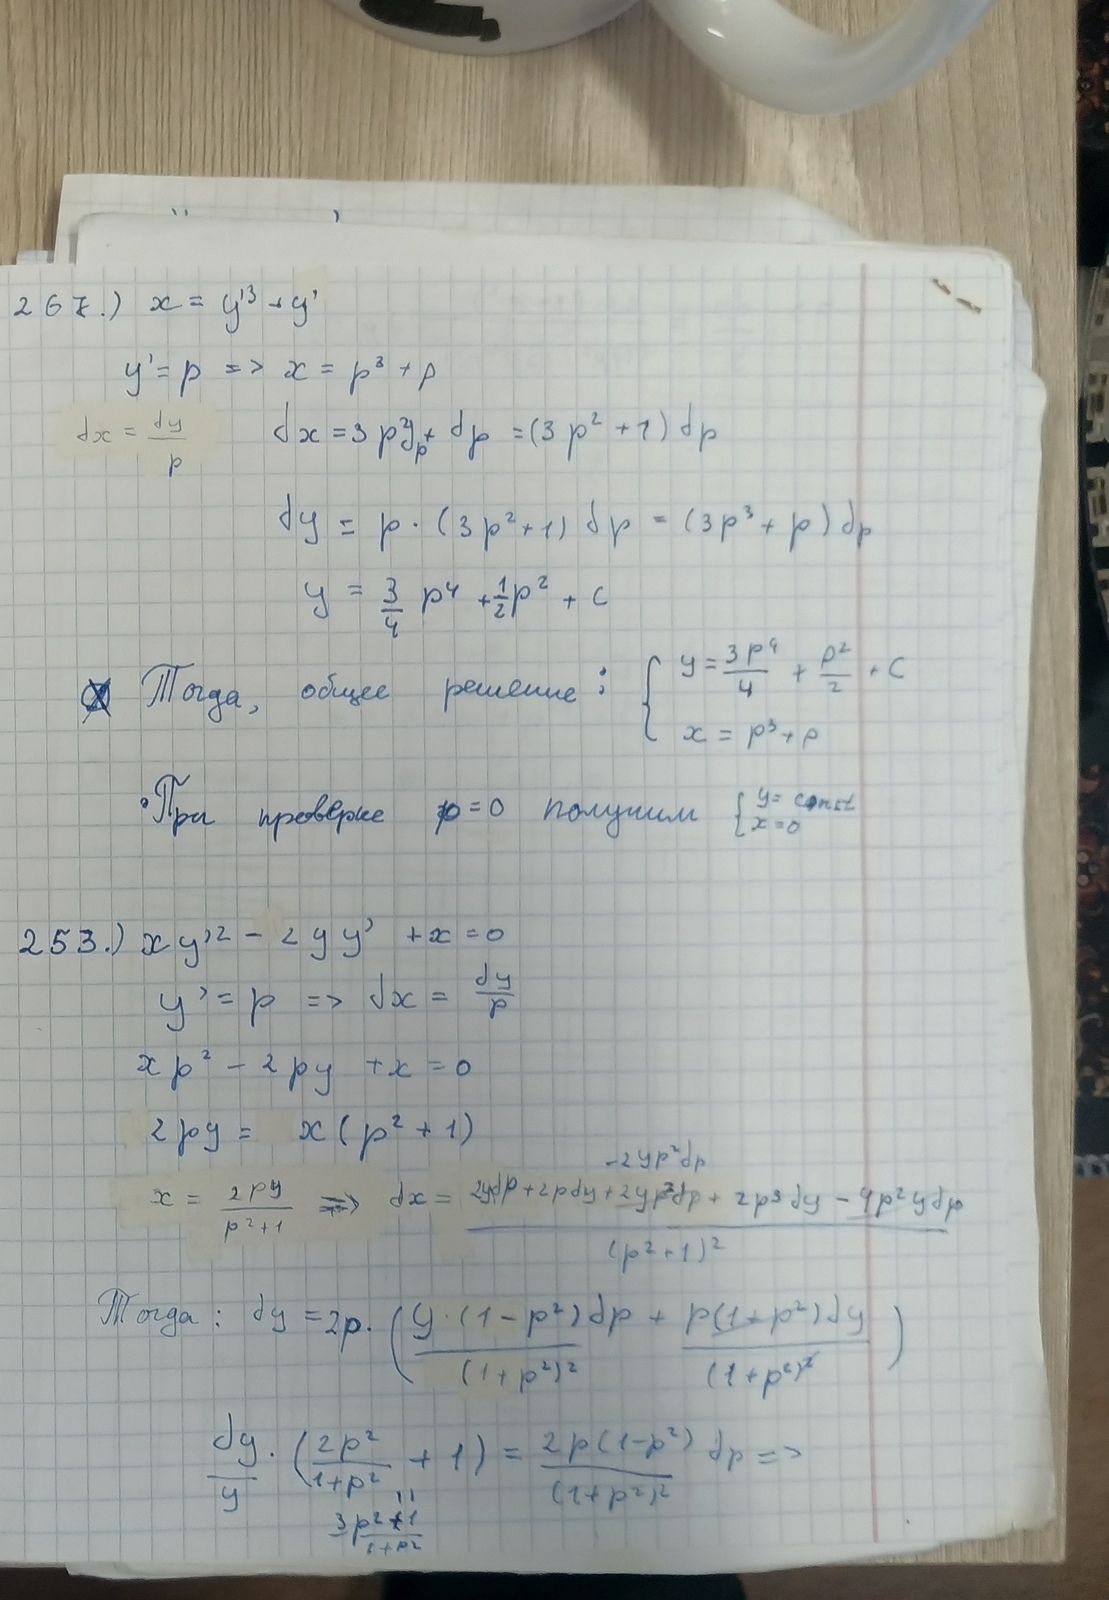 267.) x = y'³ + y'
y' = p => x = p³ + p
dx = dy/p dx = 3p² dp + dp = (3p² + 1) dp
dy = p · (3p² + 1) dp = (3p³ + p) dp
y = 3/4 p⁴ + 1/2 p² + C
Тогда, общее решение: { y = 3p⁴/4 + p²/2 + C
x = p³ + p
При проверке p = 0 получим { y = const
x = 0
253.) xy'² - 2yy' + x = 0
y' = p => dx = dy/p
xp² - 2py + x = 0
2py = x(p² + 1)
-2yp²dp
x = 2py/(p²+1) => dx = (2ydp + 2pdy + 2yp²dp + 2p³dy - 4p²ydp)/(p²+1)²
Тогда: dy = 2p · (y·(1-p²)dp/(1+p²)² + p(1+p²)dy/(1+p²)²)
dy/y · (2p²/(1+p²) + 1) = 2p(1-p²)/(1+p²)² dp =>
"
(3p²+1)/(1+p²)